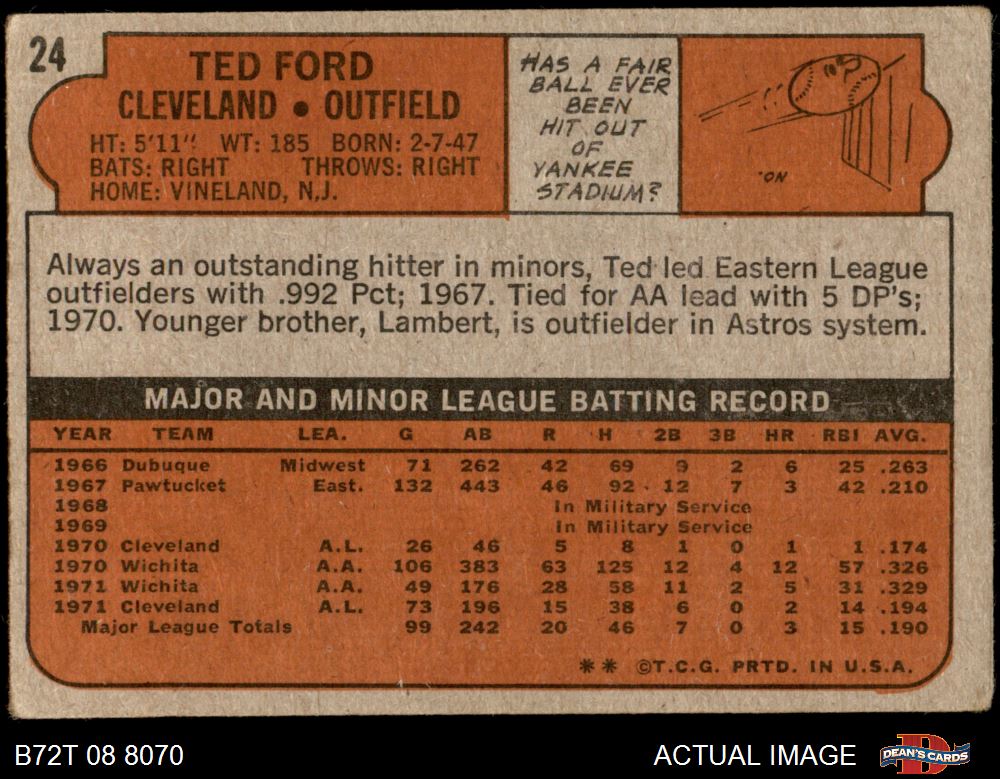 24
TED FORD
CLEVELAND • OUTFIELD
HT: 5'11" WT: 185 BORN: 2-7-47
BATS: RIGHT THROWS: RIGHT
HOME: VINELAND, N.J.
HAS A FAIR
BALL EVER
BEEN
HIT OUT
OF
YANKEE
STADIUM?
'ON
Always an outstanding hitter in minors, Ted led Eastern League
outfielders with .992 Pct; 1967. Tied for AA lead with 5 DP's;
1970. Younger brother, Lambert, is outfielder in Astros system.
MAJOR AND MINOR LEAGUE BATTING RECORD
YEAR TEAM LEA. G AB R H 2B 3B HR RBI AVG.
1966 Dubuque Midwest 71 262 42 69 9 2 6 25 .263
1967 Pawtucket East. 132 443 46 92 12 7 3 42 .210
1968 In Military Service
1969 In Military Service
1970 Cleveland A.L. 26 46 5 8 1 0 1 1 .174
1970 Wichita A.A. 106 383 63 125 12 4 12 57 .326
1971 Wichita A.A. 49 176 28 58 11 2 5 31 .329
1971 Cleveland A.L. 73 196 15 38 6 0 2 14 .194
Major League Totals 99 242 20 46 7 0 3 15 .190
** ©T.C.G. PRTD. IN U.S.A.
B72T 08 8070 ACTUAL IMAGE DEAN'S CARDS